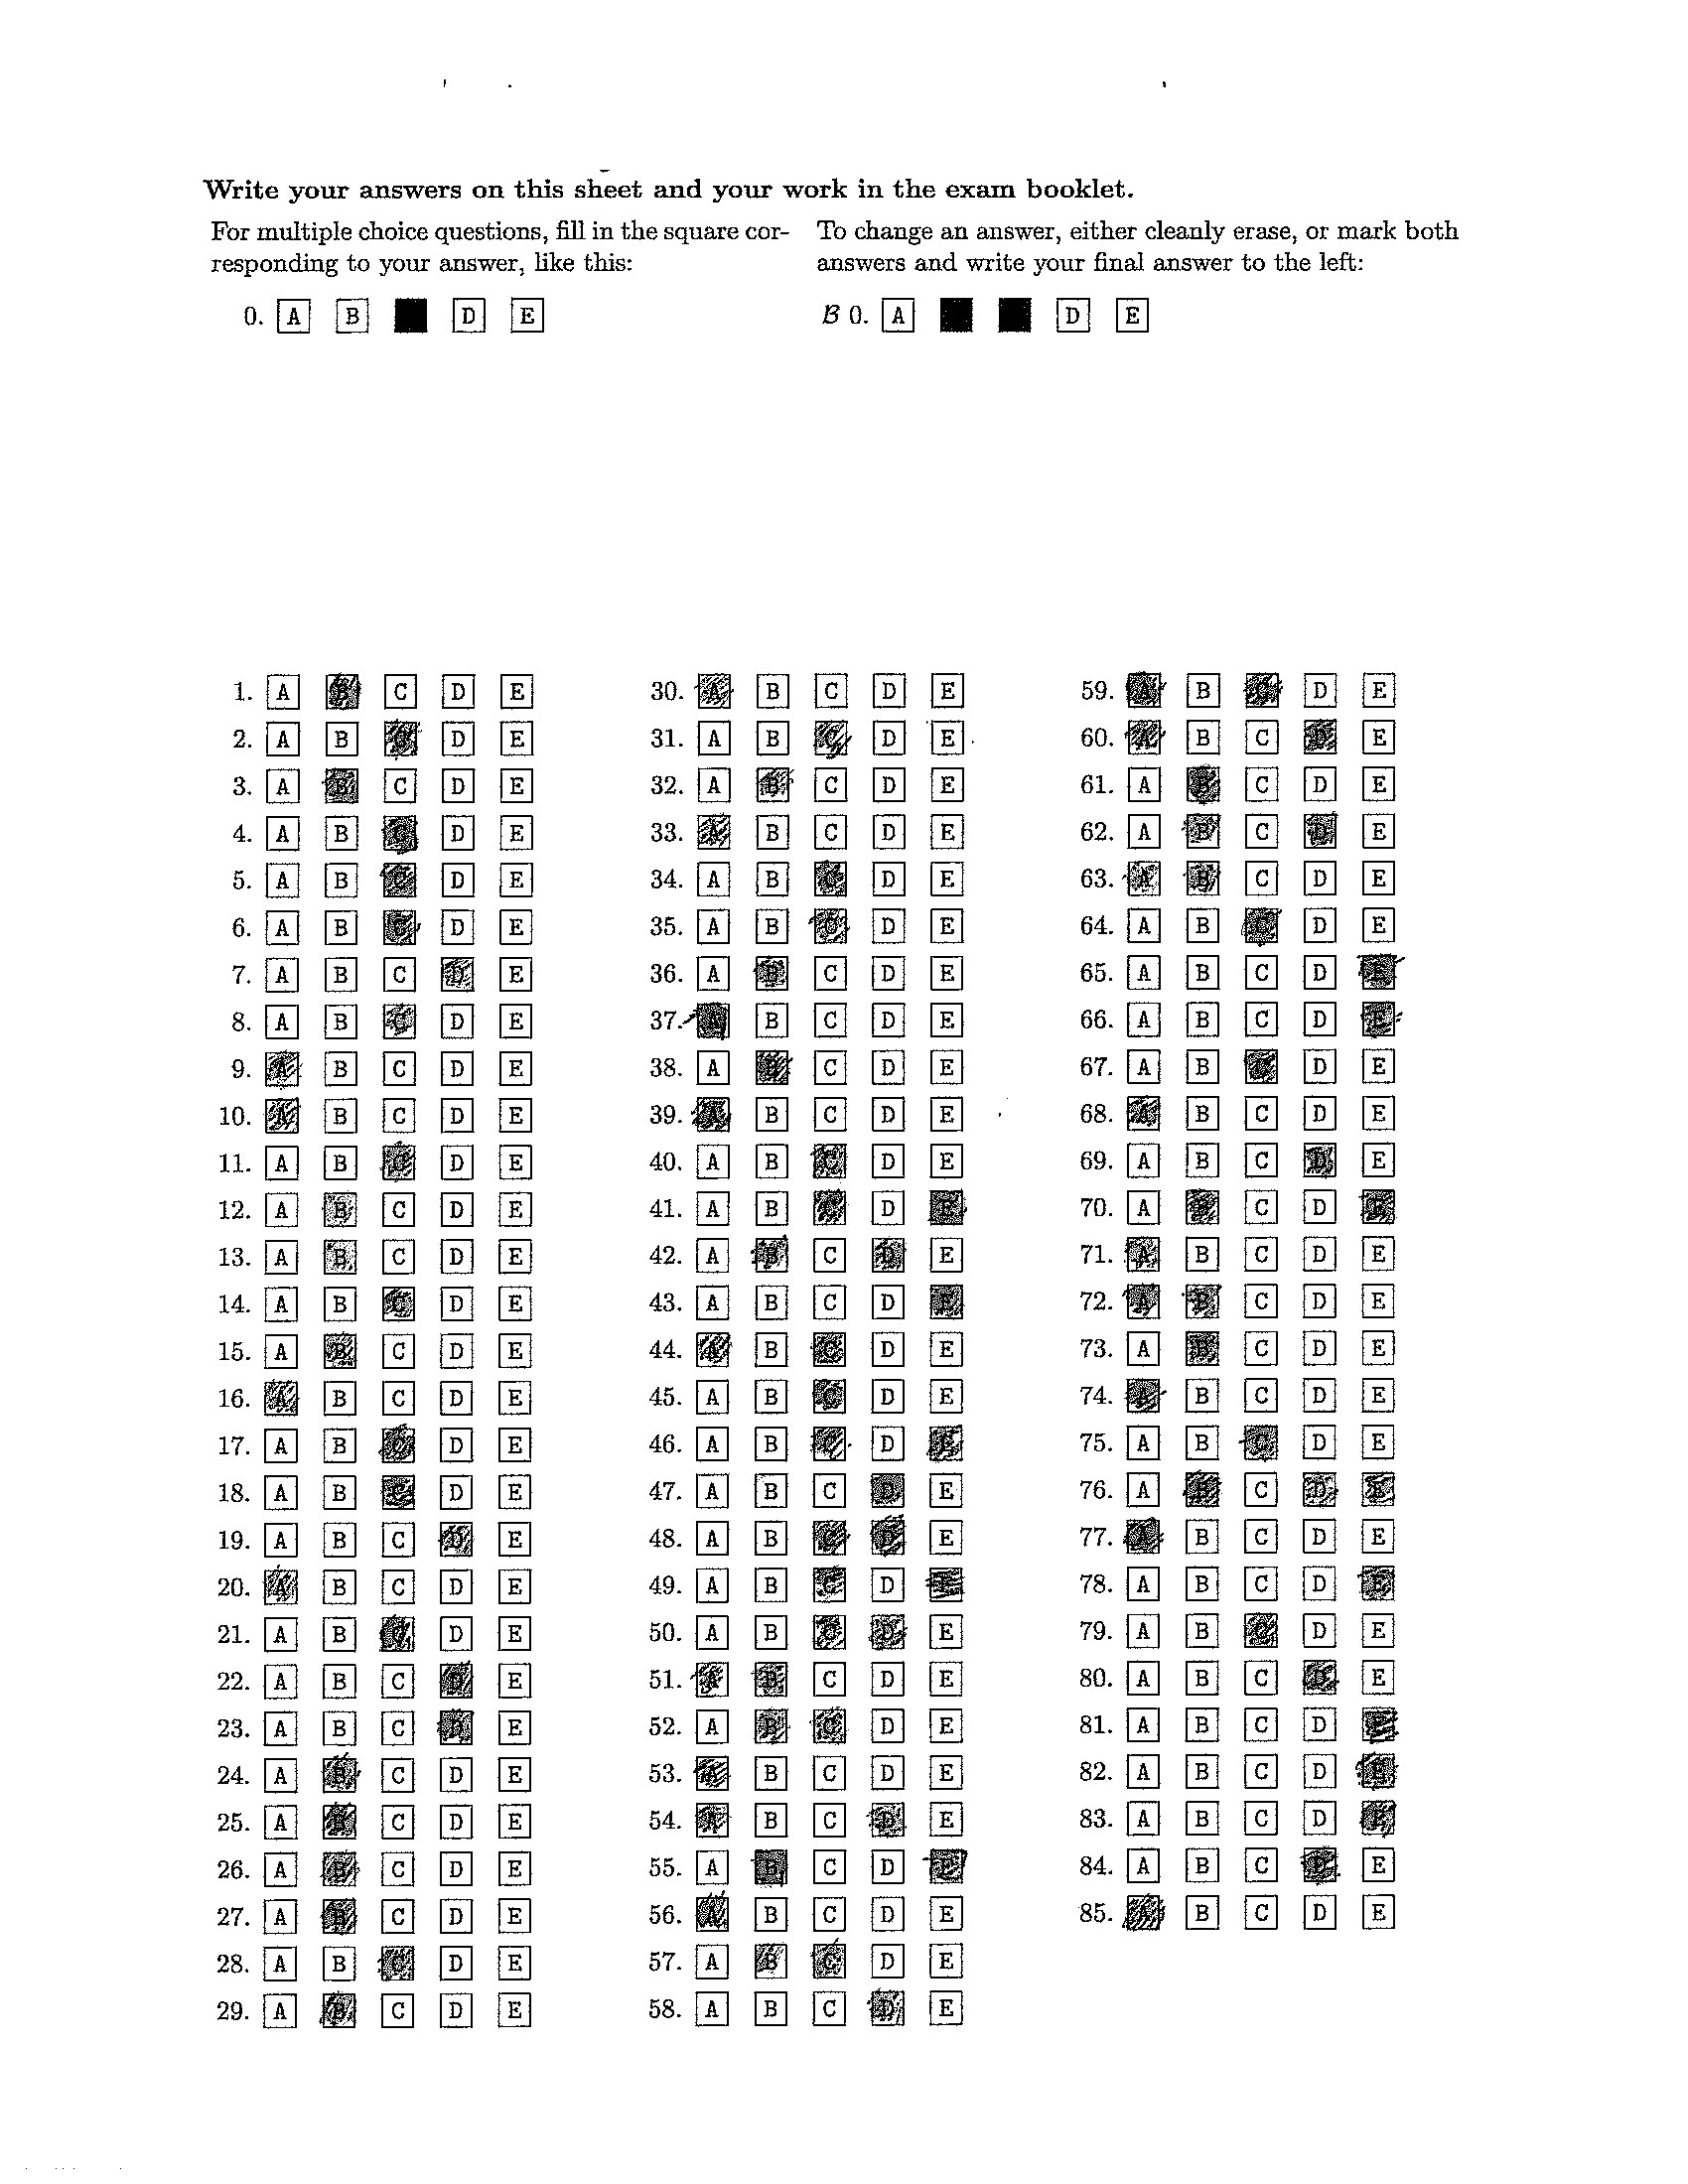 Write your answers on this sheet and your work in the exam booklet.
For multiple choice questions, fill in the square cor-
responding to your answer, like this:
0. A B D E
To change an answer, either cleanly erase, or mark both
answers and write your final answer to the left:
B 0. A D E
1. A B C D E
2. A B C D E
3. A B C D E
4. A B C D E
5. A B C D E
6. A B C D E
7. A B C D E
8. A B C D E
9. A B C D E
10. A B C D E
11. A B C D E
12. A B C D E
13. A B C D E
14. A B C D E
15. A B C D E
16. A B C D E
17. A B C D E
18. A B C D E
19. A B C D E
20. A B C D E
21. A B C D E
22. A B C D E
23. A B C D E
24. A B C D E
25. A B C D E
26. A B C D E
27. A B C D E
28. A B C D E
29. A B C D E
30. A B C D E
31. A B C D E
32. A B C D E
33. A B C D E
34. A B C D E
35. A B C D E
36. A B C D E
37. A B C D E
38. A B C D E
39. A B C D E
40. A B C D E
41. A B C D E
42. A B C D E
43. A B C D E
44. A B C D E
45. A B C D E
46. A B C D E
47. A B C D E
48. A B C D E
49. A B C D E
50. A B C D E
51. A B C D E
52. A B C D E
53. A B C D E
54. A B C D E
55. A B C D E
56. A B C D E
57. A B C D E
58. A B C D E
59. A B C D E
60. A B C D E
61. A B C D E
62. A B C D E
63. A B C D E
64. A B C D E
65. A B C D E
66. A B C D E
67. A B C D E
68. A B C D E
69. A B C D E
70. A B C D E
71. A B C D E
72. A B C D E
73. A B C D E
74. A B C D E
75. A B C D E
76. A B C D E
77. A B C D E
78. A B C D E
79. A B C D E
80. A B C D E
81. A B C D E
82. A B C D E
83. A B C D E
84. A B C D E
85. A B C D E